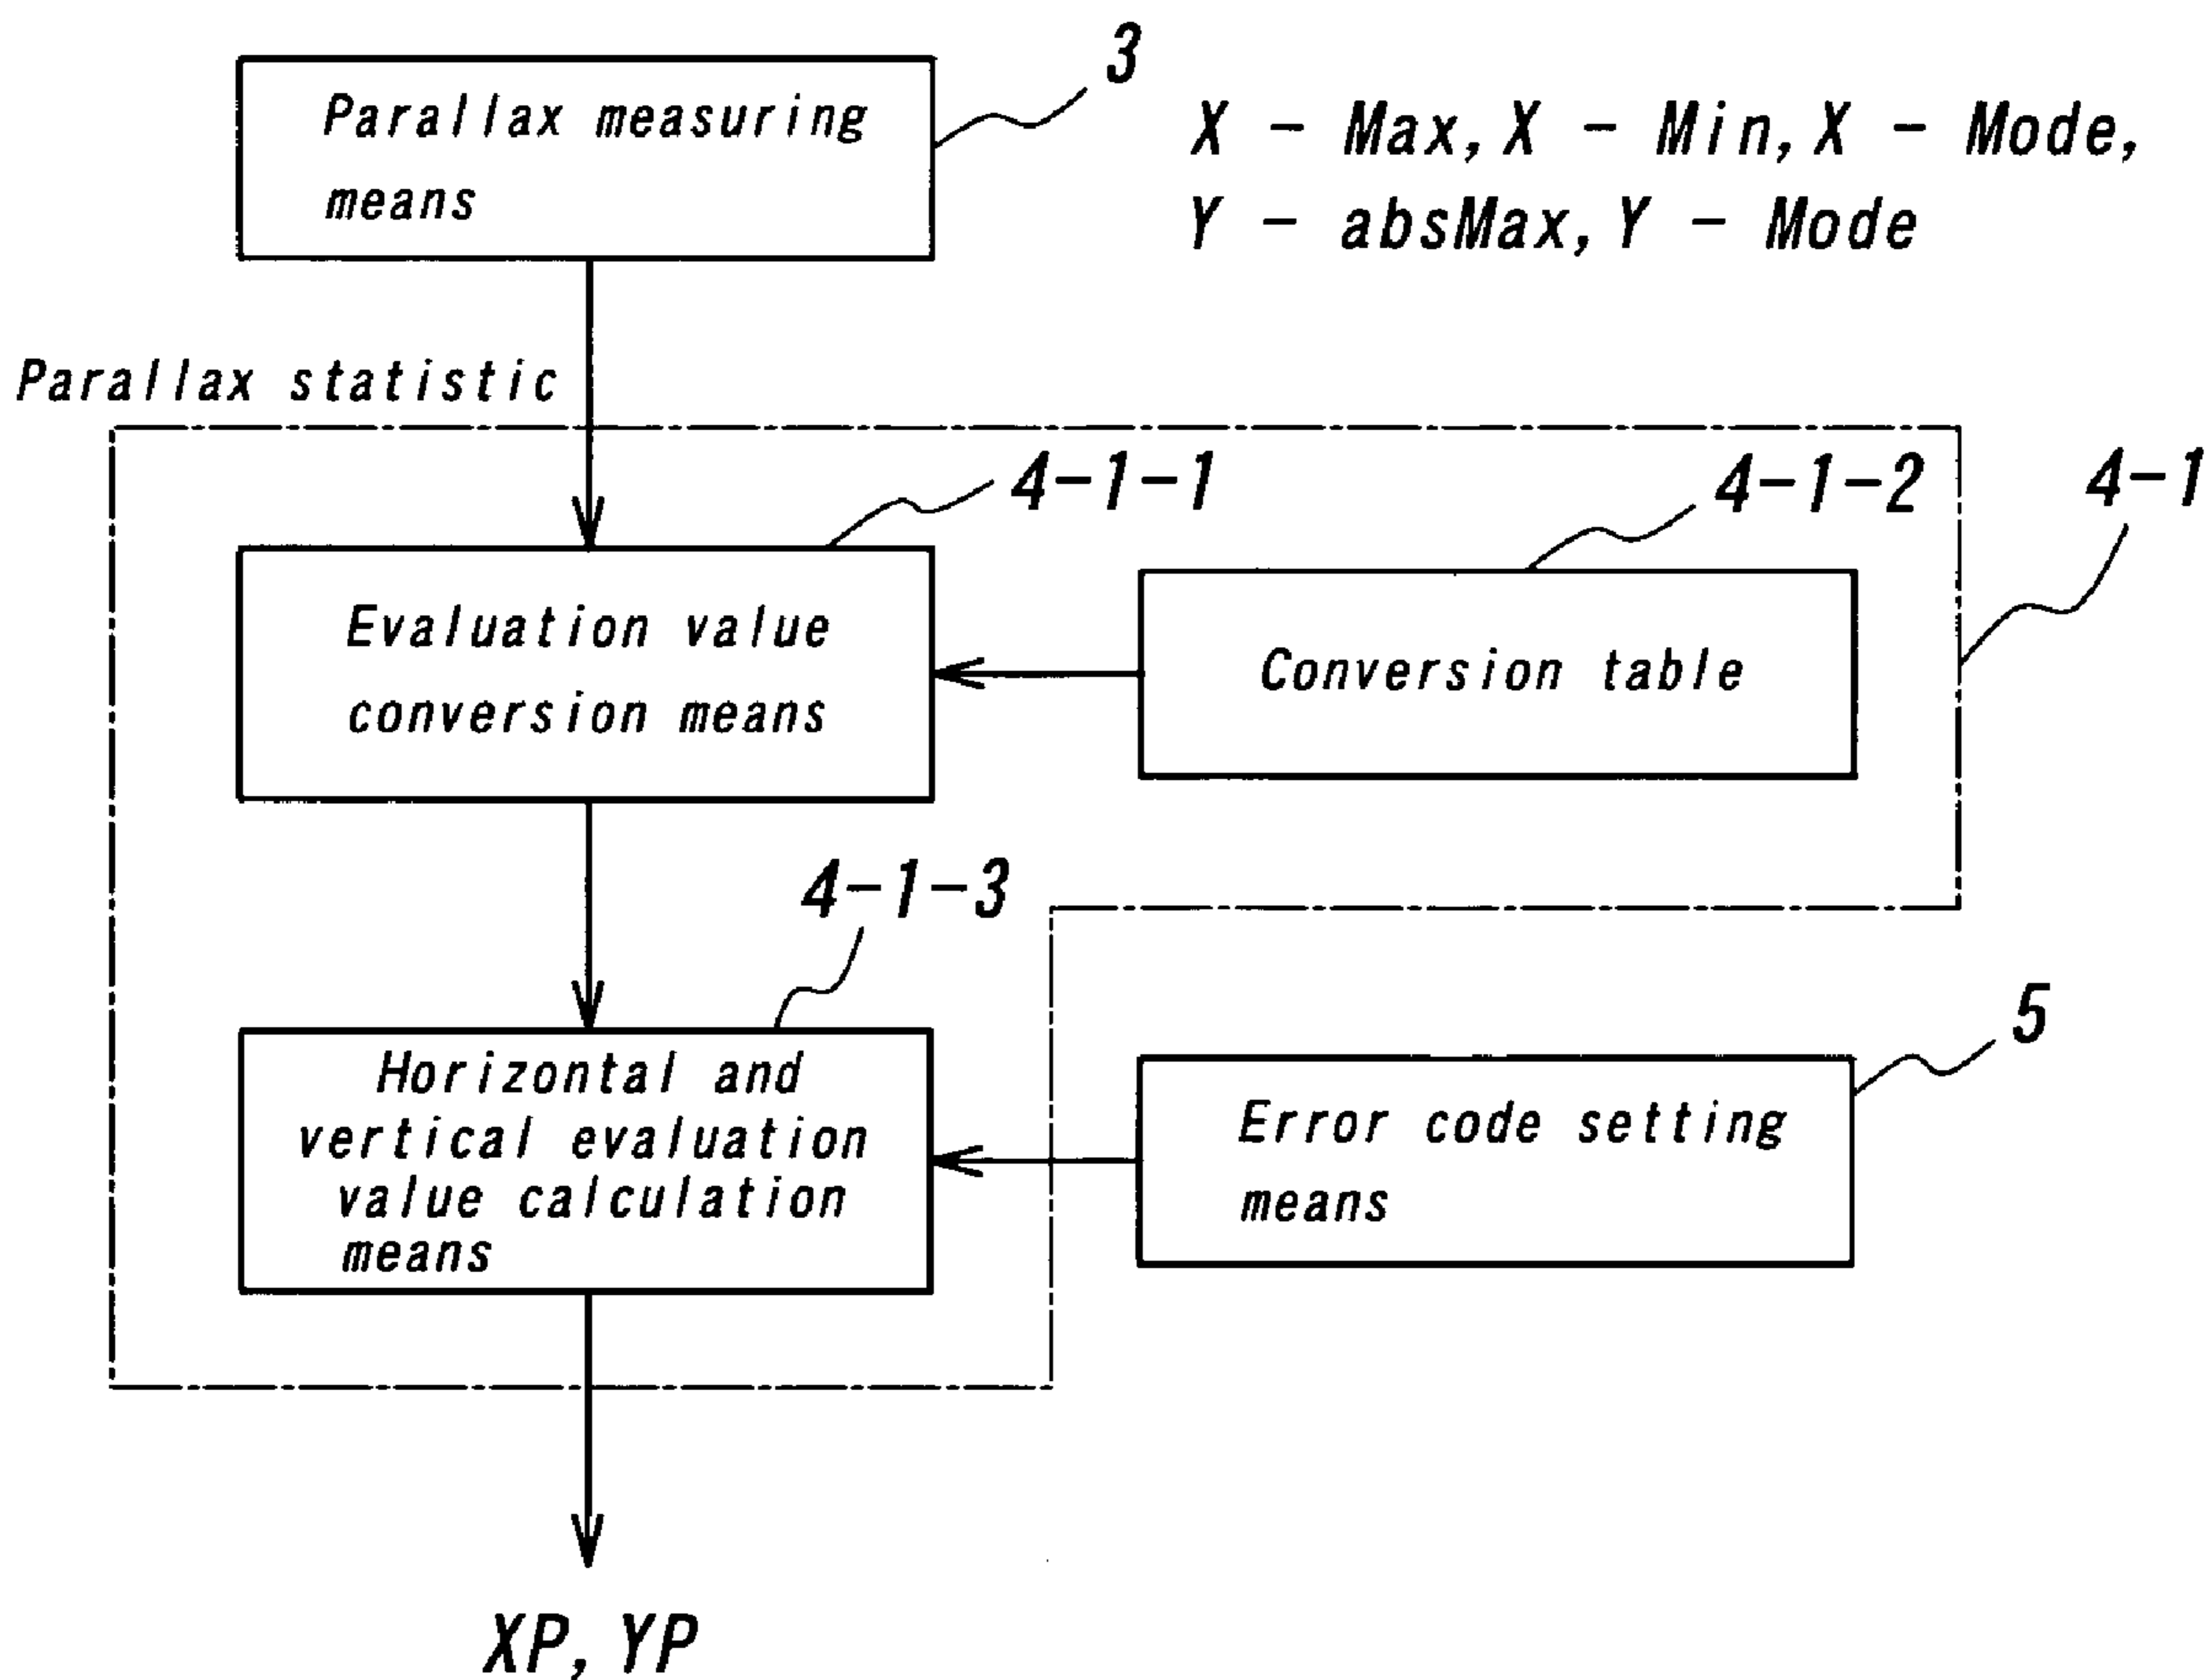 Parallax measuring
means
3
X - Max, X - Min, X - Mode,
Y - absMax, Y - Mode
Parallax statistic
4-1-1
4-1-2
4-1
Evaluation value
conversion means
Conversion table
4-1-3
Horizontal and
vertical evaluation
value calculation
means
5
Error code setting
means
XP, YP